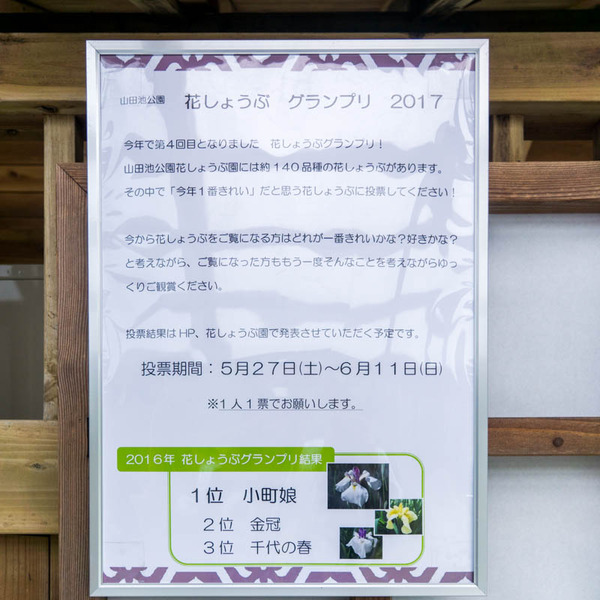 山田池公園 花しょうぶ グランプリ 2017
今年で第４回目となりました 花しょうぶグランプリ！
山田池公園花しょうぶ園には約１４０品種の花しょうぶがあります。
その中で「今年１番きれい」だと思う花しょうぶに投票してください！
今から花しょうぶをご覧になる方はどれが一番きれいかな？好きかな？
と考えながら、ご覧になった方ももう一度そんなことを考えながらゆっ
くりご観賞ください。
投票結果はHP、花しょうぶ園で発表させていただく予定です。
投票期間：５月２７日(土)～６月１１日(日)
※１人１票でお願いします。
２０１６年 花しょうぶグランプリ結果
１位 小町娘
２位 金冠
３位 千代の春